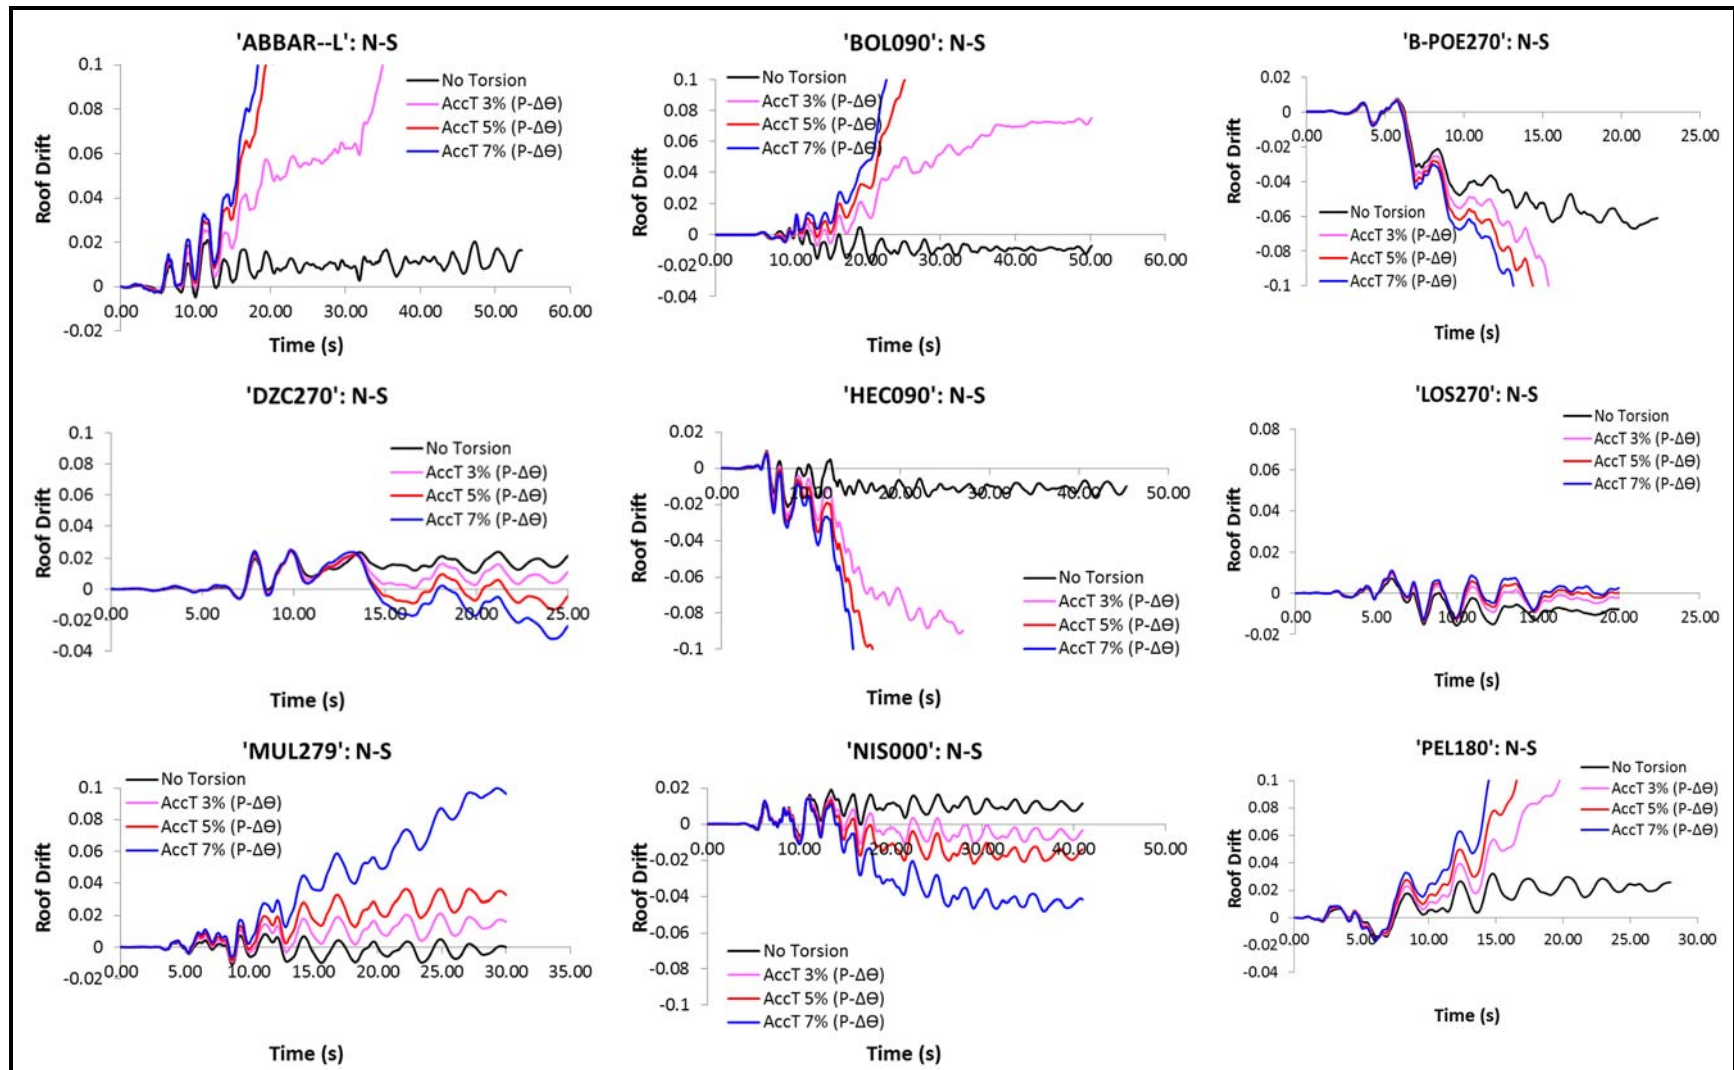 'ABBAR--L': N-S
No Torsion
AccT 3% (P-ΔΘ)
AccT 5% (P-ΔΘ)
AccT 7% (P-ΔΘ)
Roof Drift
0.1
0.08
0.06
0.04
0.02
0
-0.02
0.00 10.00 20.00 30.00 40.00 50.00 60.00
Time (s)
'BOL090': N-S
No Torsion
AccT 3% (P-ΔΘ)
AccT 5% (P-ΔΘ)
AccT 7% (P-ΔΘ)
Roof Drift
0.1
0.08
0.06
0.04
0.02
0
-0.02
-0.04
0.00 10.00 20.00 30.00 40.00 50.00 60.00
Time (s)
'B-POE270': N-S
Roof Drift
0.02
0
-0.02
-0.04
-0.06
-0.08
-0.1
0.00 5.00 10.00 15.00 20.00 25.00
No Torsion
AccT 3% (P-ΔΘ)
AccT 5% (P-ΔΘ)
AccT 7% (P-ΔΘ)
Time (s)
'DZC270': N-S
No Torsion
AccT 3% (P-ΔΘ)
AccT 5% (P-ΔΘ)
AccT 7% (P-ΔΘ)
Roof Drift
0.1
0.08
0.06
0.04
0.02
0
-0.02
-0.04
0.00 5.00 10.00 15.00 20.00 25.00
Time (s)
'HEC090': N-S
Roof Drift
0.02
0
-0.02
-0.04
-0.06
-0.08
-0.1
0.00 10.00 20.00 30.00 40.00 50.00
No Torsion
AccT 3% (P-ΔΘ)
AccT 5% (P-ΔΘ)
AccT 7% (P-ΔΘ)
Time (s)
'LOS270': N-S
No Torsion
AccT 3% (P-ΔΘ)
AccT 5% (P-ΔΘ)
AccT 7% (P-ΔΘ)
Roof Drift
0.08
0.06
0.04
0.02
0
-0.02
0.00 5.00 10.00 15.00 20.00 25.00
Time (s)
'MUL279': N-S
No Torsion
AccT 3% (P-ΔΘ)
AccT 5% (P-ΔΘ)
AccT 7% (P-ΔΘ)
Roof Drift
0.1
0.08
0.06
0.04
0.02
0
-0.02
0.00 5.00 10.00 15.00 20.00 25.00 30.00 35.00
Time (s)
'NIS000': N-S
Roof Drift
0.02
0
-0.02
-0.04
-0.06
-0.08
-0.1
0.00 10.00 20.00 30.00 40.00 50.00
No Torsion
AccT 3% (P-ΔΘ)
AccT 5% (P-ΔΘ)
AccT 7% (P-ΔΘ)
Time (s)
'PEL180': N-S
No Torsion
AccT 3% (P-ΔΘ)
AccT 5% (P-ΔΘ)
AccT 7% (P-ΔΘ)
Roof Drift
0.1
0.08
0.06
0.04
0.02
0
-0.02
-0.04
0.00 5.00 10.00 15.00 20.00 25.00 30.00
Time (s)